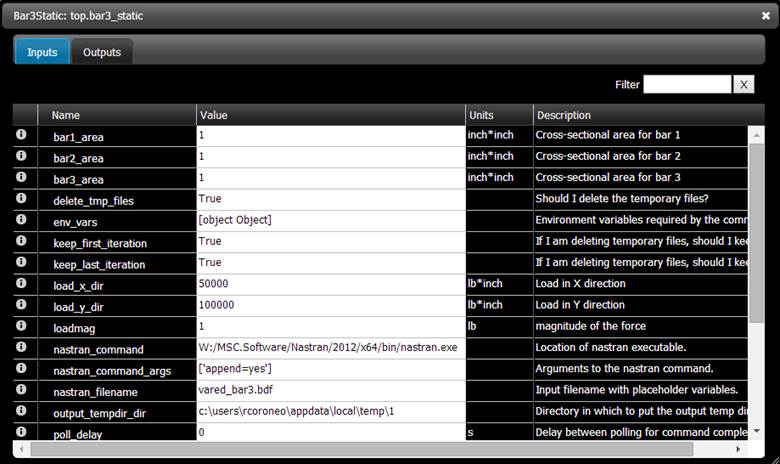 Bar3Static: top.bar3_static
Inputs Outputs
Filter X
Name Value Units Description
bar1_area 1 inch*inch Cross-sectional area for bar 1
bar2_area 1 inch*inch Cross-sectional area for bar 2
bar3_area 1 inch*inch Cross-sectional area for bar 3
delete_tmp_files True Should I delete the temporary files?
env_vars [object Object] Environment variables required by the comm
keep_first_iteration True If I am deleting temporary files, should I kee
keep_last_iteration True If I am deleting temporary files, should I kee
load_x_dir 50000 lb*inch Load in X direction
load_y_dir 100000 lb*inch Load in Y direction
loadmag 1 lb magnitude of the force
nastran_command W:/MSC.Software/Nastran/2012/x64/bin/nastran.exe Location of nastran executable.
nastran_command_args ['append=yes'] Arguments to the nastran command.
nastran_filename vared_bar3.bdf Input filename with placeholder variables.
output_tempdir_dir c:\users\rcoroneo\appdata\local\temp\1 Directory in which to put the output temp di
poll_delay 0 s Delay between polling for command comple